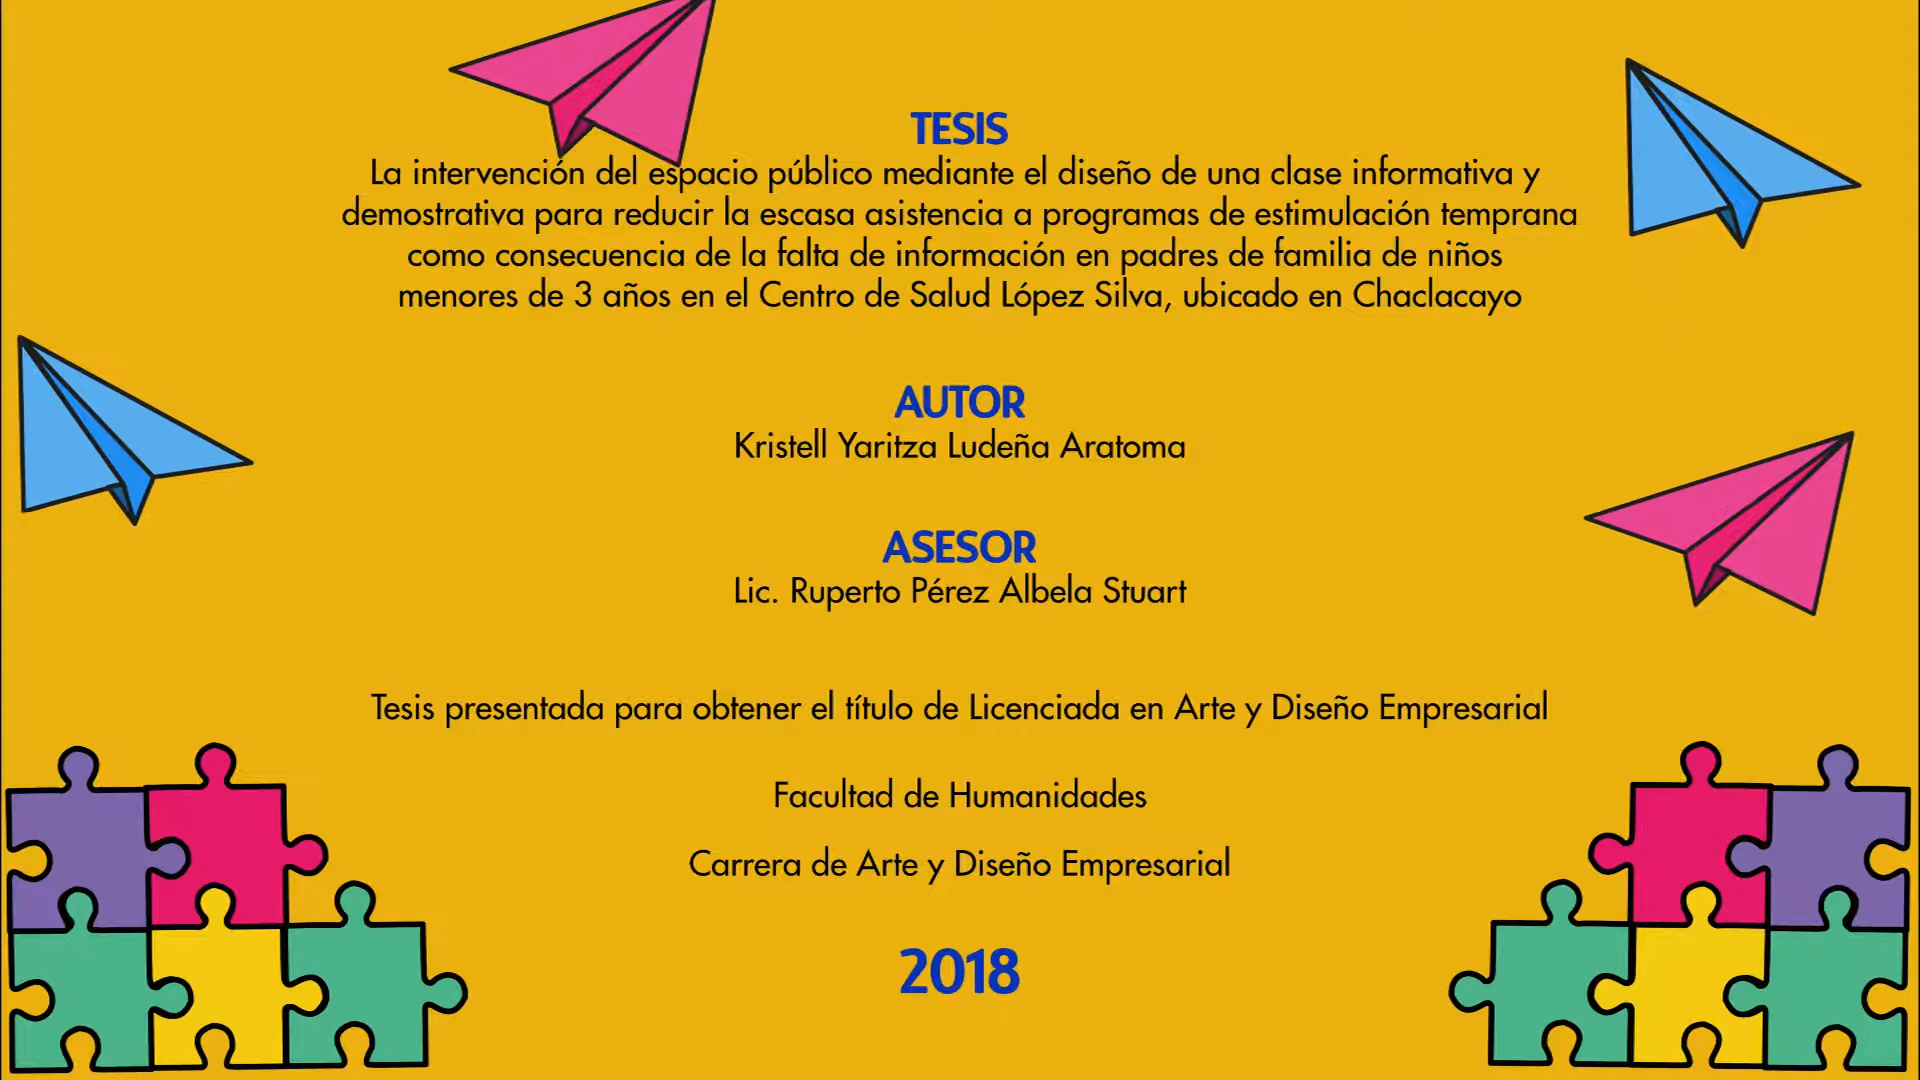 TESIS
La intervención del espacio público mediante el diseño de una clase informativa y
demostrativa para reducir la escasa asistencia a programas de estimulación temprana
como consecuencia de la falta de información en padres de familia de niños
menores de 3 años en el Centro de Salud López Silva, ubicado en Chaclacayo
AUTOR
Kristell Yaritza Ludeña Aratoma
ASESOR
Lic. Ruperto Pérez Albela Stuart
Tesis presentada para obtener el título de Licenciada en Arte y Diseño Empresarial
Facultad de Humanidades
Carrera de Arte y Diseño Empresarial
2018